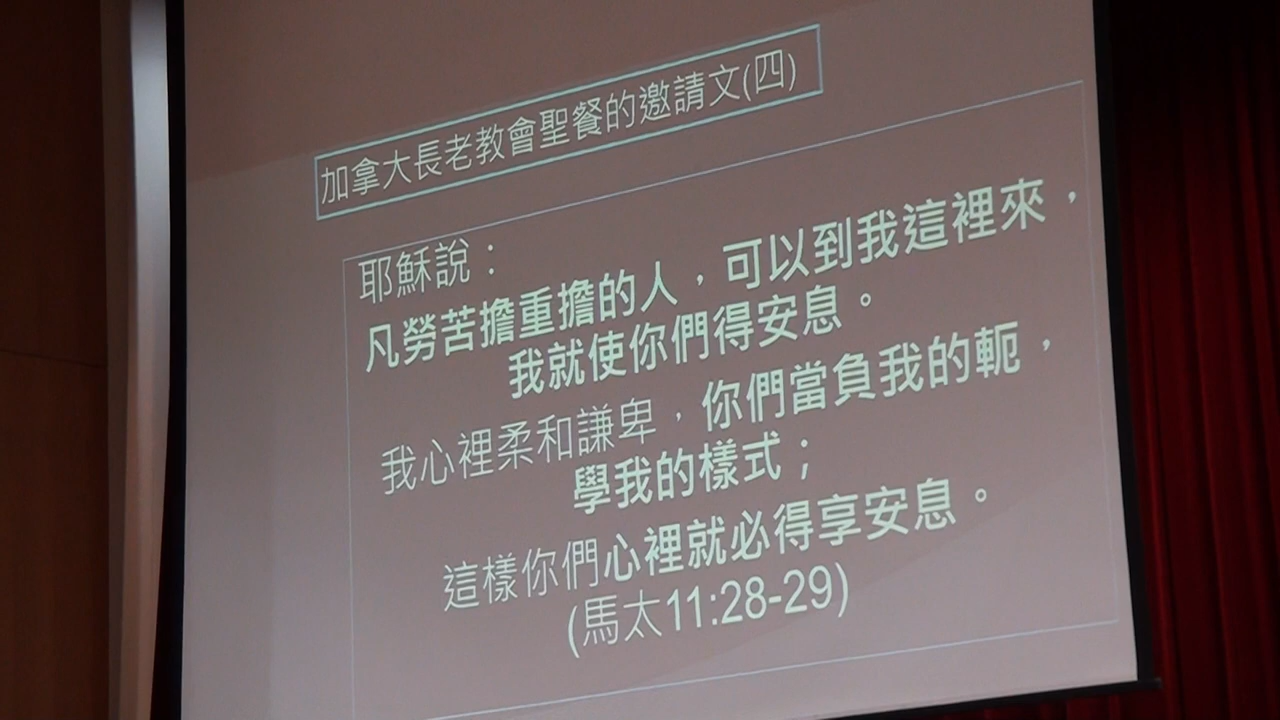 加拿大長老教會聖餐的邀請文(四)
耶穌說：
凡勞苦擔重擔的人，可以到我這裡來，
我就使你們得安息。
我心裡柔和謙卑，你們當負我的軛，
學我的樣式；
這樣你們心裡就必得享安息。
(馬太11:28-29)